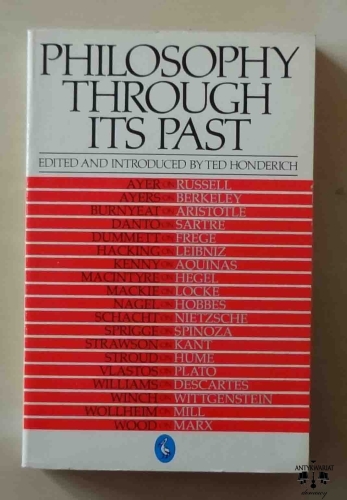 PHILOSOPHY
THROUGH
ITS PAST
EDITED AND INTRODUCED BY TED HONDERICH
AYER ON RUSSELL
AYERS ON BERKELEY
BURNYEAT ON ARISTOTLE
DANTO ON SARTRE
DUMMETT ON FREGE
HACKING ON LEIBNIZ
KENNY ON AQUINAS
MACINTYRE ON HEGEL
MACKIE ON LOCKE
NAGEL ON HOBBES
SCHACHT ON NIETZSCHE
SPRIGGE ON SPINOZA
STRAWSON ON KANT
STROUD ON HUME
VLASTOS ON PLATO
WILLIAMS ON DESCARTES
WINCH ON WITTGENSTEIN
WOLLHEIM ON MILL
WOOD ON MARX
ANTYKWARIAT